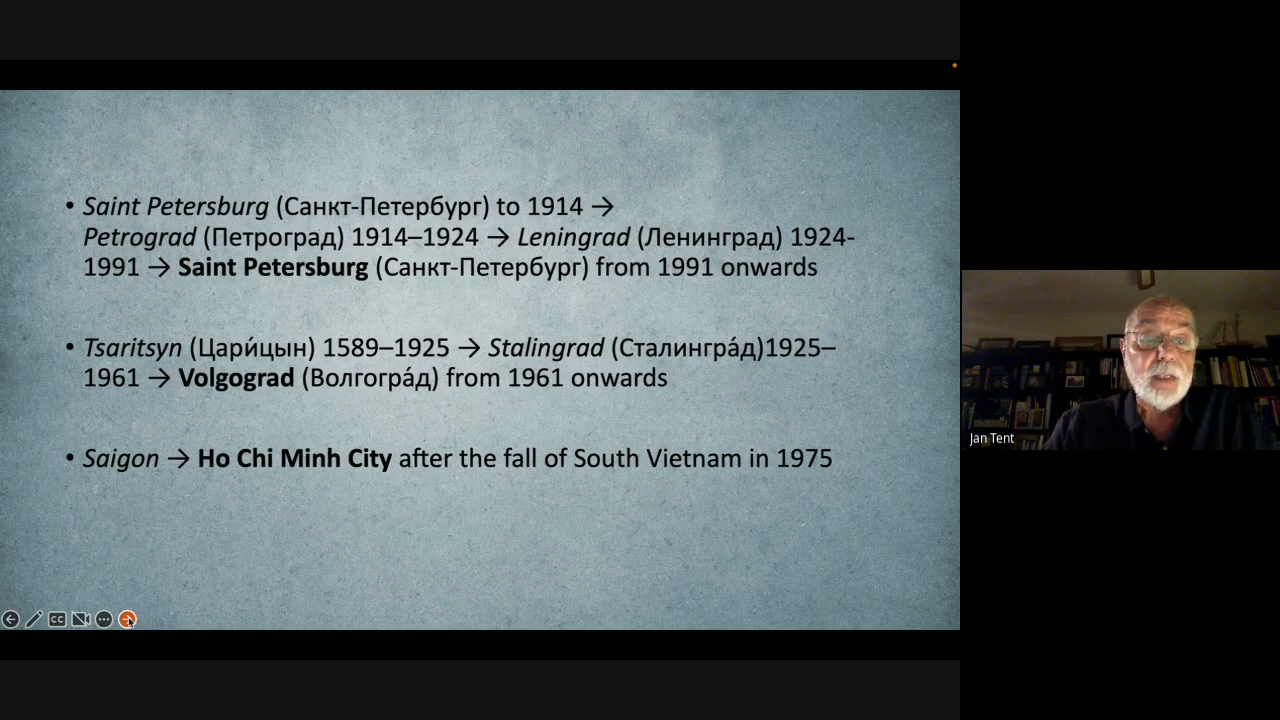 • Saint Petersburg (Санкт-Петербург) to 1914 →
Petrograd (Петроград) 1914–1924 → Leningrad (Ленинград) 1924-
1991 → Saint Petersburg (Санкт-Петербург) from 1991 onwards
• Tsaritsyn (Цари́цын) 1589–1925 → Stalingrad (Сталингра́д)1925–
1961 → Volgograd (Волгогра́д) from 1961 onwards
• Saigon → Ho Chi Minh City after the fall of South Vietnam in 1975
CC
Jan Tent